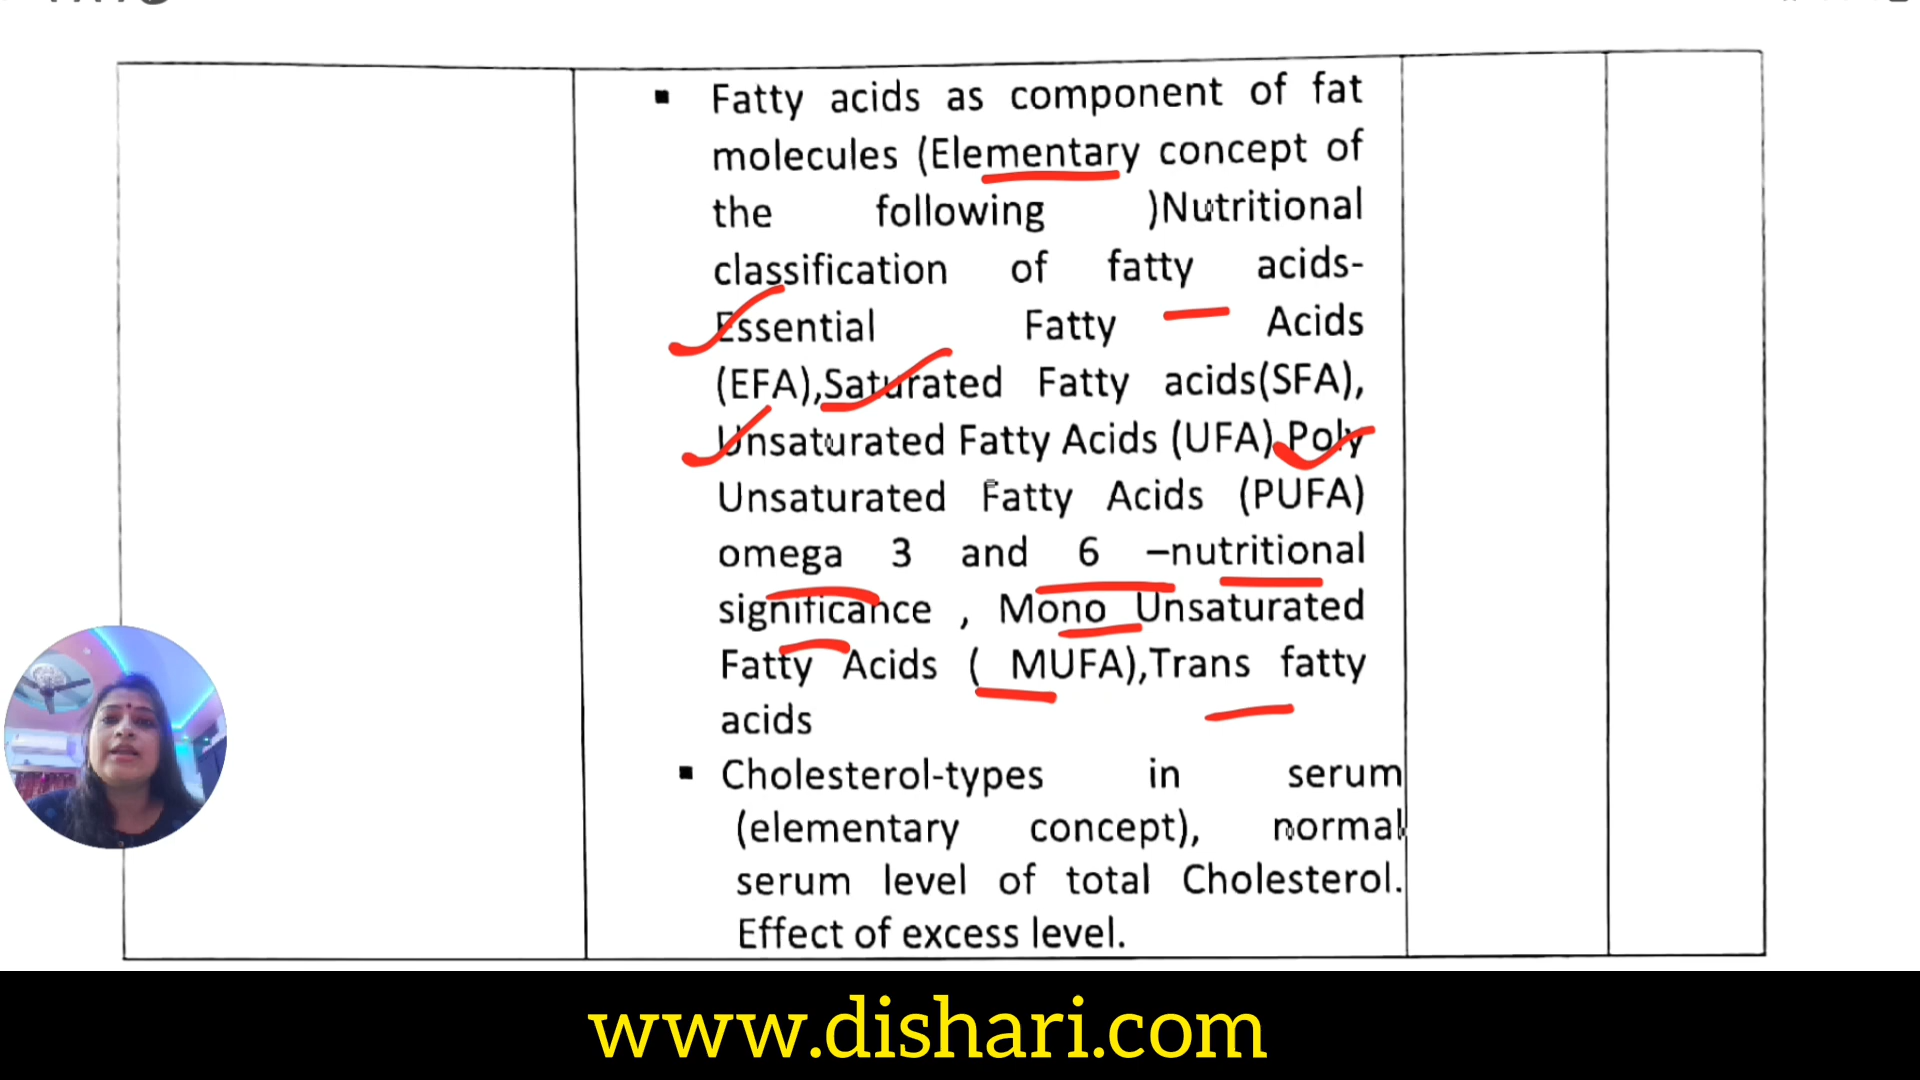 ▪ Fatty acids as component of fat
molecules (Elementary concept of
the following )Nutritional
classification of fatty acids-
Essential Fatty Acids
(EFA),Saturated Fatty acids(SFA),
Unsaturated Fatty Acids (UFA),Poly
Unsaturated Fatty Acids (PUFA)
omega 3 and 6 –nutritional
significance , Mono Unsaturated
Fatty Acids ( MUFA),Trans fatty
acids
▪ Cholesterol-types in serum
(elementary concept), normal
serum level of total Cholesterol.
Effect of excess level.
www.dishari.com